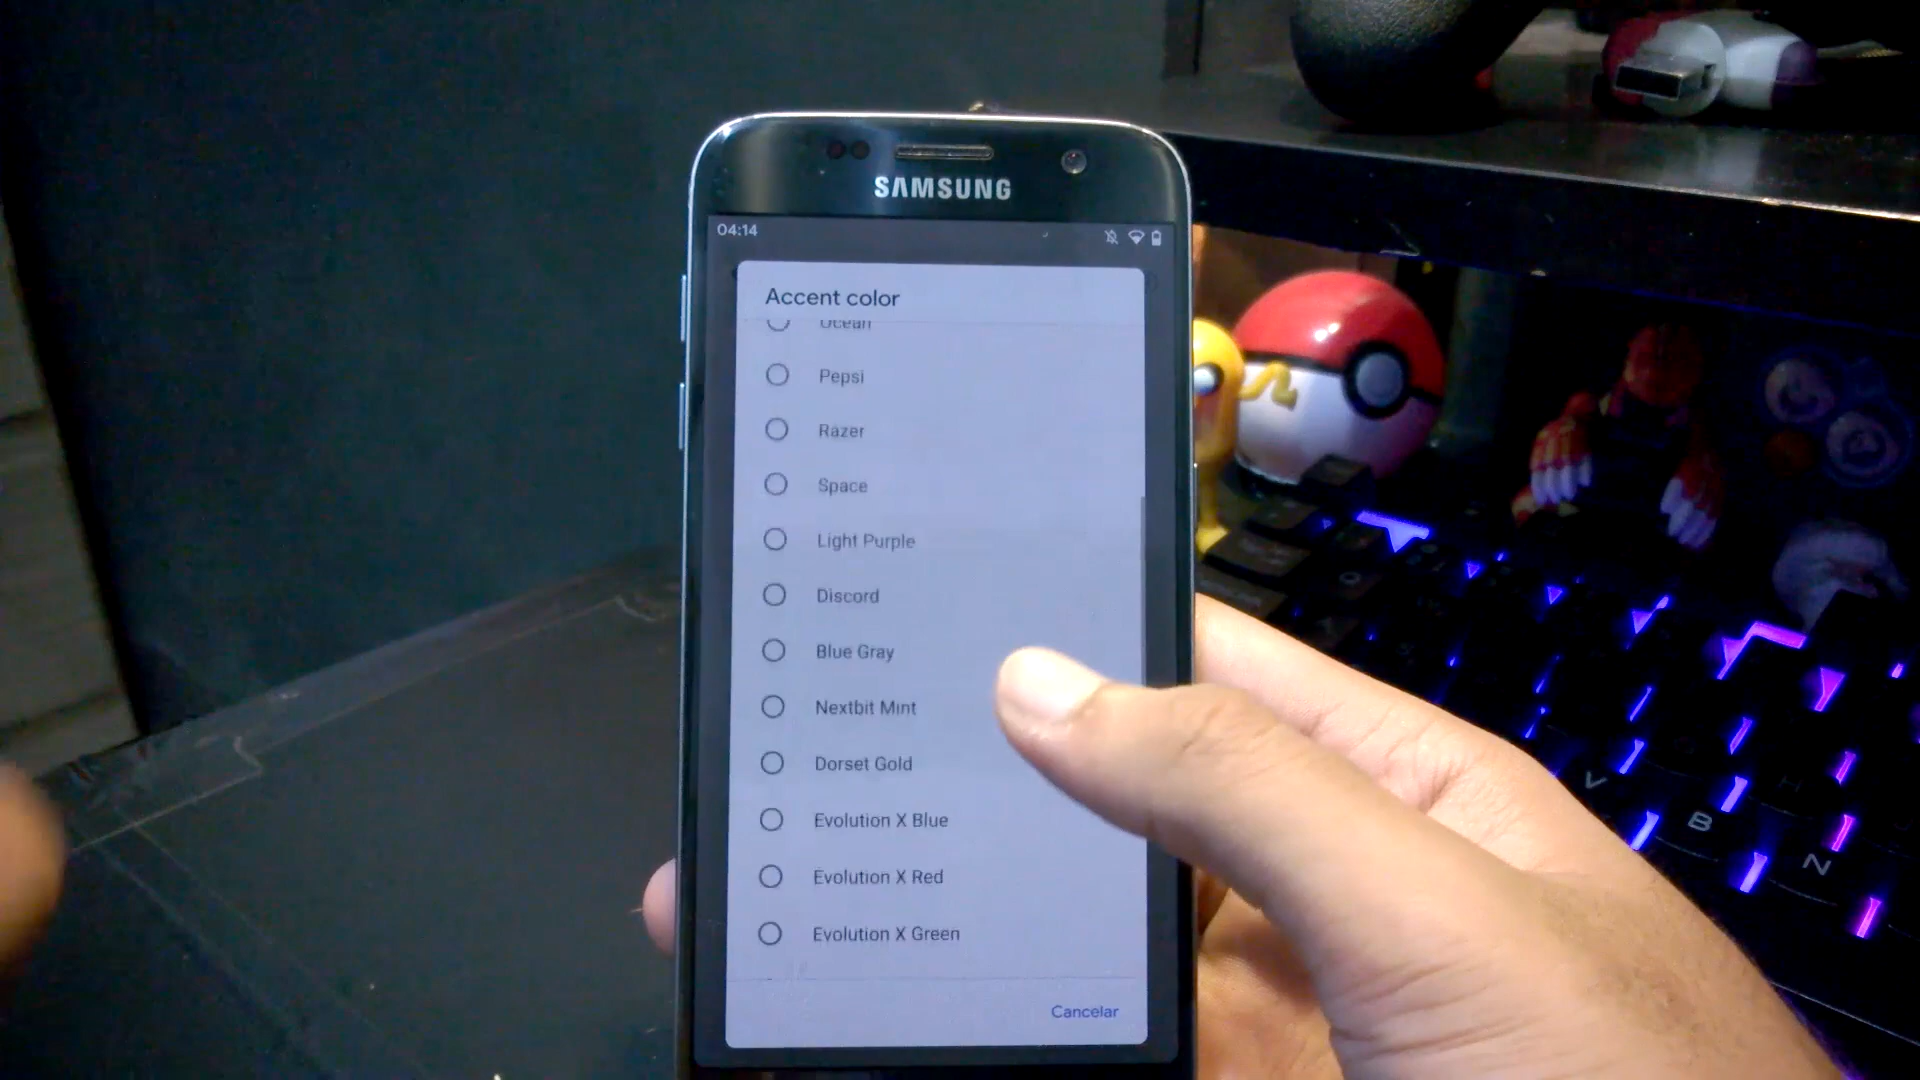 SAMSUNG
04:14
Accent color
Ocean
Pepsi
Razer
Space
Light Purple
Discord
Blue Gray
Nextbit Mint
Dorset Gold
Evolution X Blue
Evolution X Red
Evolution X Green
Cancelar
V
B
N
H